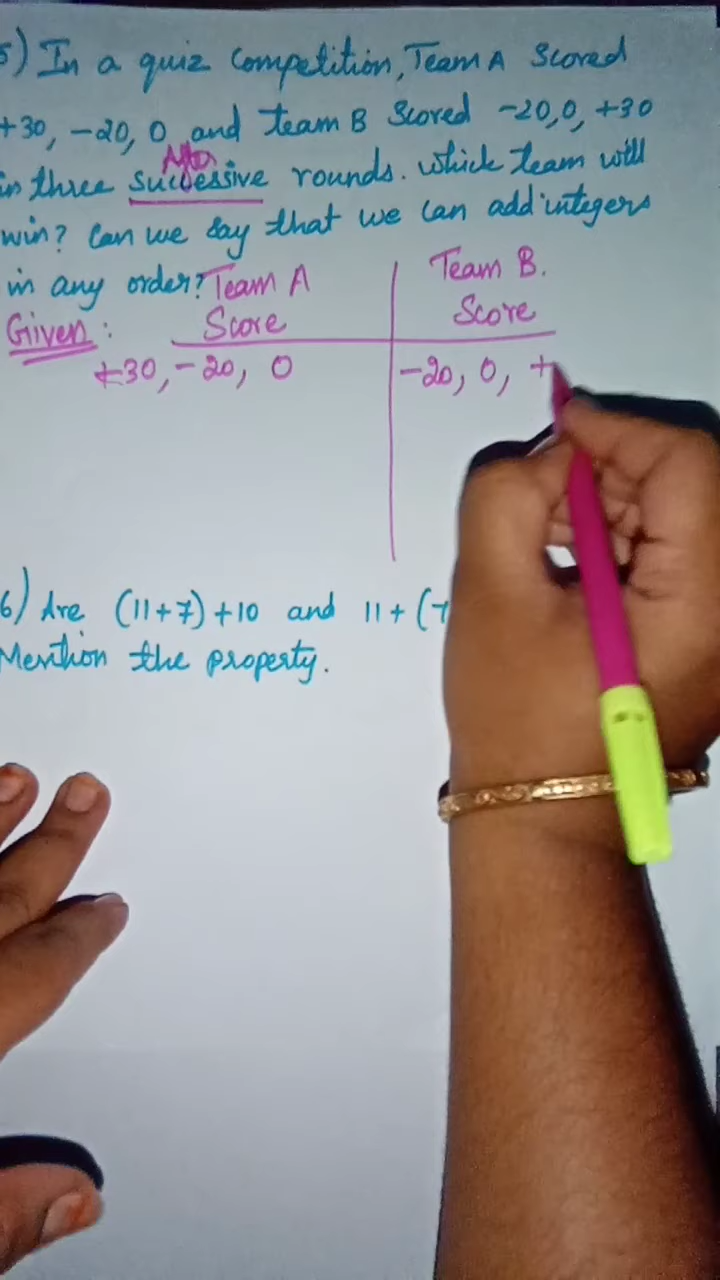 5) In a quiz competition, Team A Scored
+30, -20, 0 and team B Scored -20,0, +30
in three successive rounds. which team will
win? Can we say that we can add integers
in any order?
Team A
Score
Team B.
Score
Given:
+30, -20, 0
-20, 0, +
6) Are (11+7)+10 and 11+(7
Mention the property.